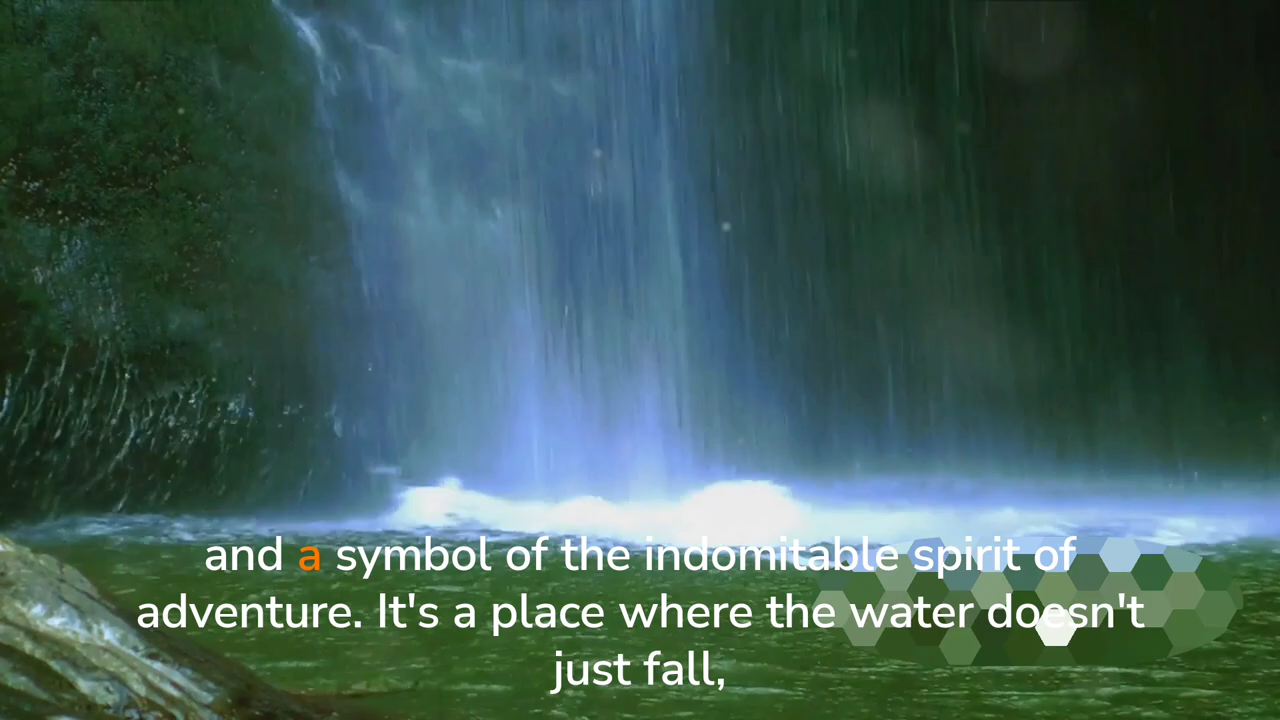 and a symbol of the indomitable spirit of
adventure. It's a place where the water doesn't
just fall,